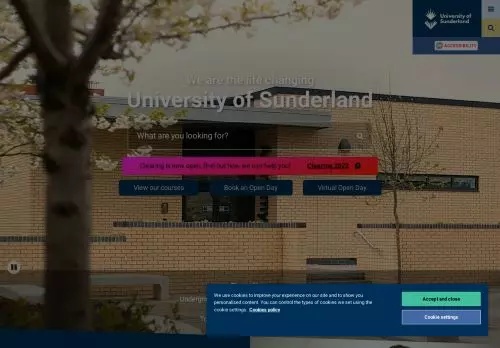 University of
Sunderland
ACCESSIBILITY
We are the life changing
University of Sunderland
What are you looking for?
Clearing is now open, find out how we can help you!
Clearing 2023
View our courses
Book an Open Day
Virtual Open Day
We use cookies to improve your experience on our site and to show you
personalised content. You can control the types of cookies we set using the
cookie settings. Cookies policy
Accept and close
Cookie settings